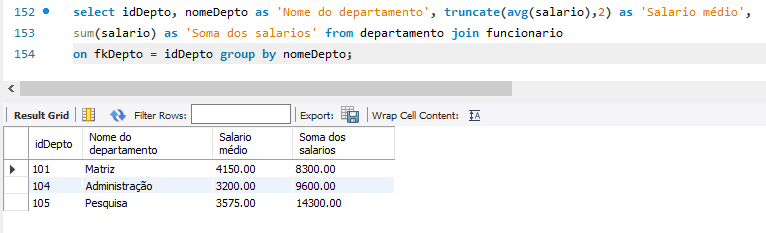 152 select idDepto, nomeDepto as 'Nome do departamento', truncate(avg(salario),2) as 'Salario médio',
153 sum(salario) as 'Soma dos salarios' from departamento join funcionario
154 on fkDepto = idDepto group by nomeDepto;
Result Grid Filter Rows: Export: Wrap Cell Content: IA
idDepto Nome do departamento Salario médio Soma dos salarios
101 Matriz 4150.00 8300.00
104 Administração 3200.00 9600.00
105 Pesquisa 3575.00 14300.00